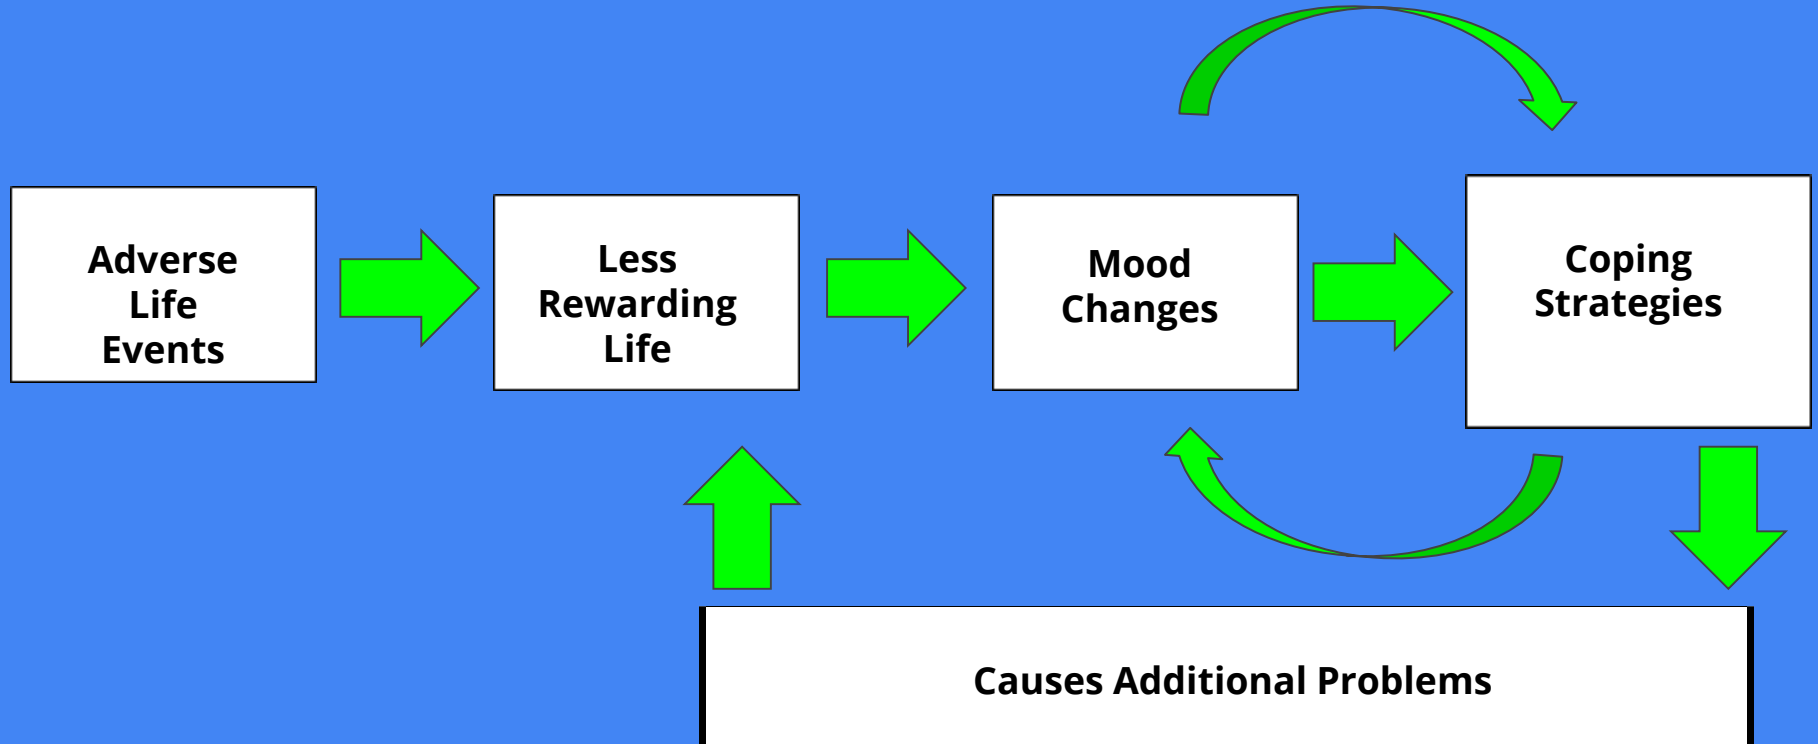 Adverse
Life
Events
Less
Rewarding
Life
Mood
Changes
Coping
Strategies
Causes Additional Problems